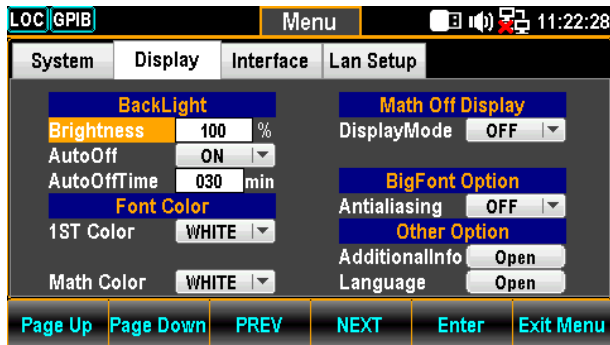 LOC GPIB Menu 11:22:28
System Display Interface Lan Setup
BackLight
Brightness 100 %
AutoOff ON
AutoOffTime 030 min
Font Color
1ST Color WHITE
Math Color WHITE
Math Off Display
DisplayMode OFF
BigFont Option
Antialiasing OFF
Other Option
AdditionalInfo Open
Language Open
Page Up Page Down PREV NEXT Enter Exit Menu